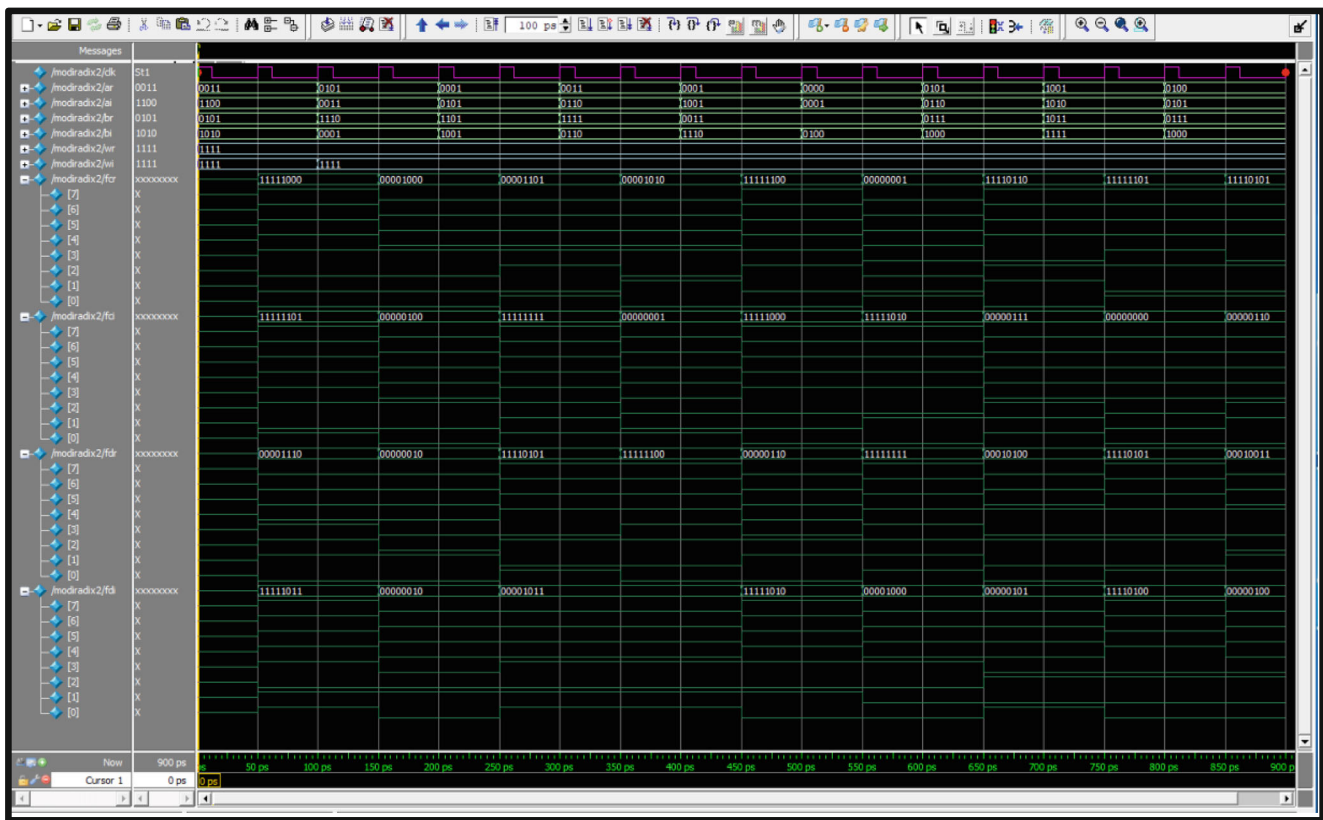 100 ps
Messages
/modiradix2/clk St1
/modiradix2/ar 0011 0011 0101 0001 0011 0001 0000 0101 1001 0100
/modiradix2/ai 1100 1100 0011 0101 0110 1001 0001 0110 1010 0101
/modiradix2/br 0101 0101 1110 1101 1111 0011 0111 1011 0111
/modiradix2/bi 1010 1010 0001 1001 0110 1110 0100 1000 1111 1000
/modiradix2/wr 1111 1111
/modiradix2/wi 1111 1111 1111
/modiradix2/fcr xxxxxxxx 11111000 00001000 00001101 00001010 11111100 00000001 11110110 11111101 11110101
[7] X
[6] X
[5] X
[4] X
[3] X
[2] X
[1] X
[0] X
/modiradix2/fci xxxxxxxx 11111101 00000100 11111111 00000001 11111000 11111010 00000111 00000000 00000110
[7] X
[6] X
[5] X
[4] X
[3] X
[2] X
[1] X
[0] X
/modiradix2/fdr xxxxxxxx 00001110 00000010 11110101 11111100 00000110 11111111 00010100 11110101 00010011
[7] X
[6] X
[5] X
[4] X
[3] X
[2] X
[1] X
[0] X
/modiradix2/fdi xxxxxxxx 11111011 00000010 00001011 11111010 00001000 00000101 11110100 00000100
[7] X
[6] X
[5] X
[4] X
[3] X
[2] X
[1] X
[0] X
Now 900 ps ps 50 ps 100 ps 150 ps 200 ps 250 ps 300 ps 350 ps 400 ps 450 ps 500 ps 550 ps 600 ps 650 ps 700 ps 750 ps 800 ps 850 ps 900 p
Cursor 1 0 ps 0 ps